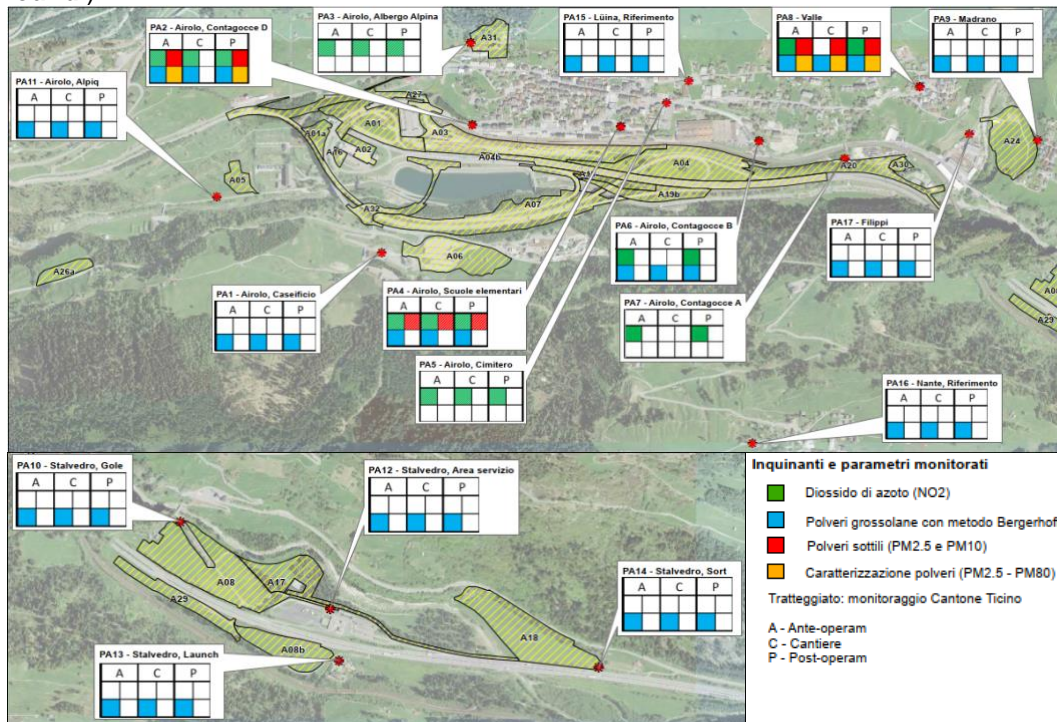 PA2 - Airolo, Contagocce D
A C P
PA3 - Airolo, Albergo Alpina
A C P
PA15 - Lüina, Riferimento
A C P
PA8 - Valle
A C P
PA9 - Madrano
A C P
PA11 - Airolo, Alpiq
A C P
A31
A27
A01
A01a
A03
A16
A02
A04b
A04
A05
A20
A30
A24
A19b
A07
A32
A06
A26a
A29
PA6 - Airolo, Contagocce B
A C P
PA17 - Filippi
A C P
PA1 - Airolo, Caseificio
A C P
PA4 - Airolo, Scuole elementari
A C P
PA7 - Airolo, Contagocce A
A C P
PA5 - Airolo, Cimitero
A C P
PA16 - Nante, Riferimento
A C P
PA10 - Stalvedro, Gole
A C P
PA12 - Stalvedro, Area servizio
A C P
PA14 - Stalvedro, Sort
A C P
PA13 - Stalvedro, Launch
A C P
A08
A17
A29
A08b
A18
Inquinanti e parametri monitorati
Diossido di azoto (NO2)
Polveri grossolane con metodo Bergerhof
Polveri sottili (PM2.5 e PM10)
Caratterizzazione polveri (PM2.5 - PM80)
Tratteggiato: monitoraggio Cantone Ticino
A - Ante-operam
C - Cantiere
P - Post-operam